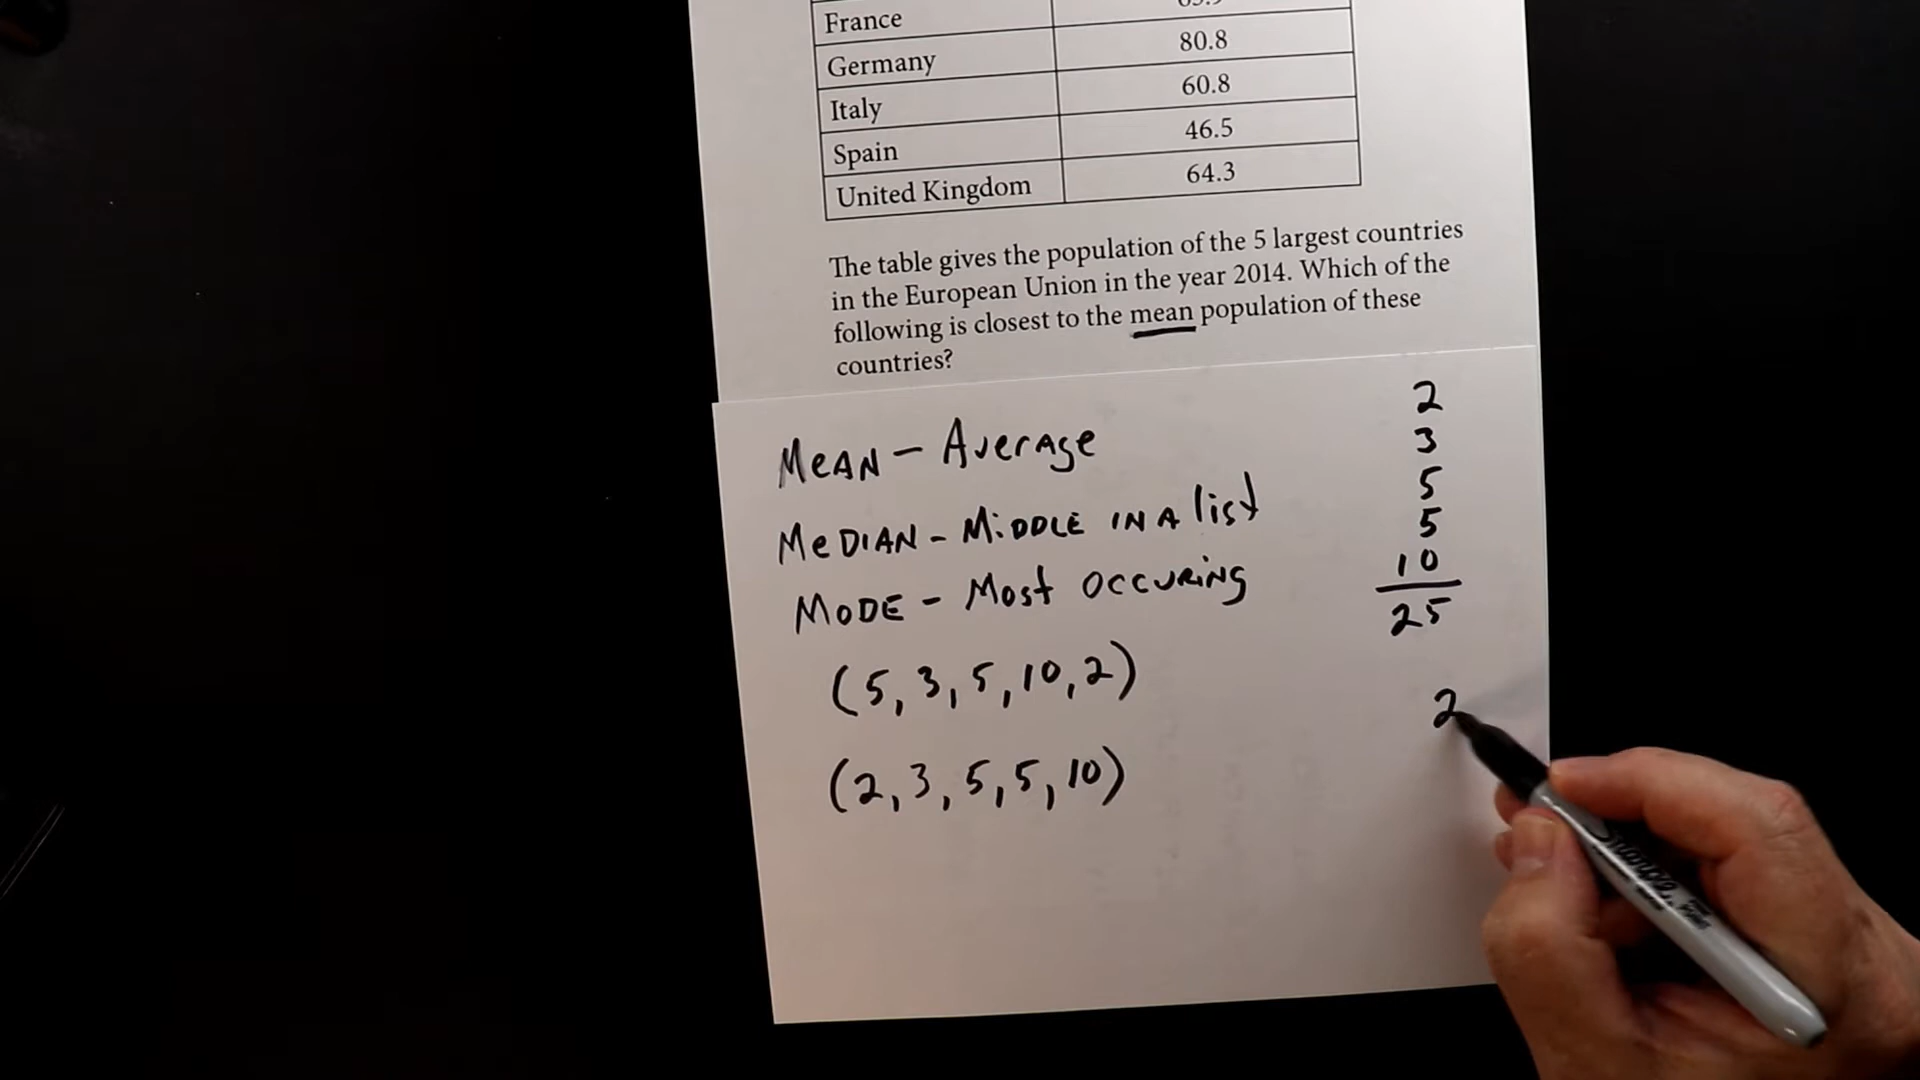 France
Germany 80.8
Italy 60.8
Spain 46.5
United Kingdom 64.3
The table gives the population of the 5 largest countries
in the European Union in the year 2014. Which of the
following is closest to the mean population of these
countries?
MEAN - Average
MEDIAN - MIDDLE IN A list
MODE - Most occuring
(5, 3, 5, 10, 2)
(2, 3, 5, 5, 10)
2
3
5
5
10
25
2
Sharpie